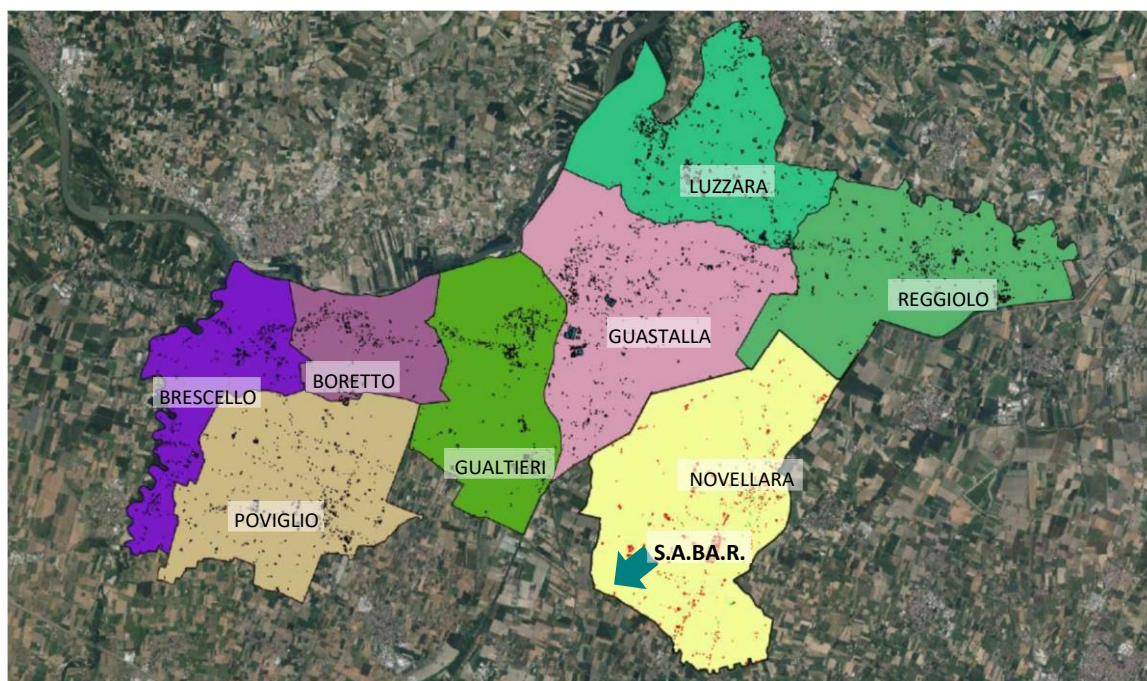 LUZZARA
REGGIOLO
GUASTALLA
BORETTO
BRESCELLO
GUALTIERI
NOVELLARA
POVIGLIO
S.A.BA.R.